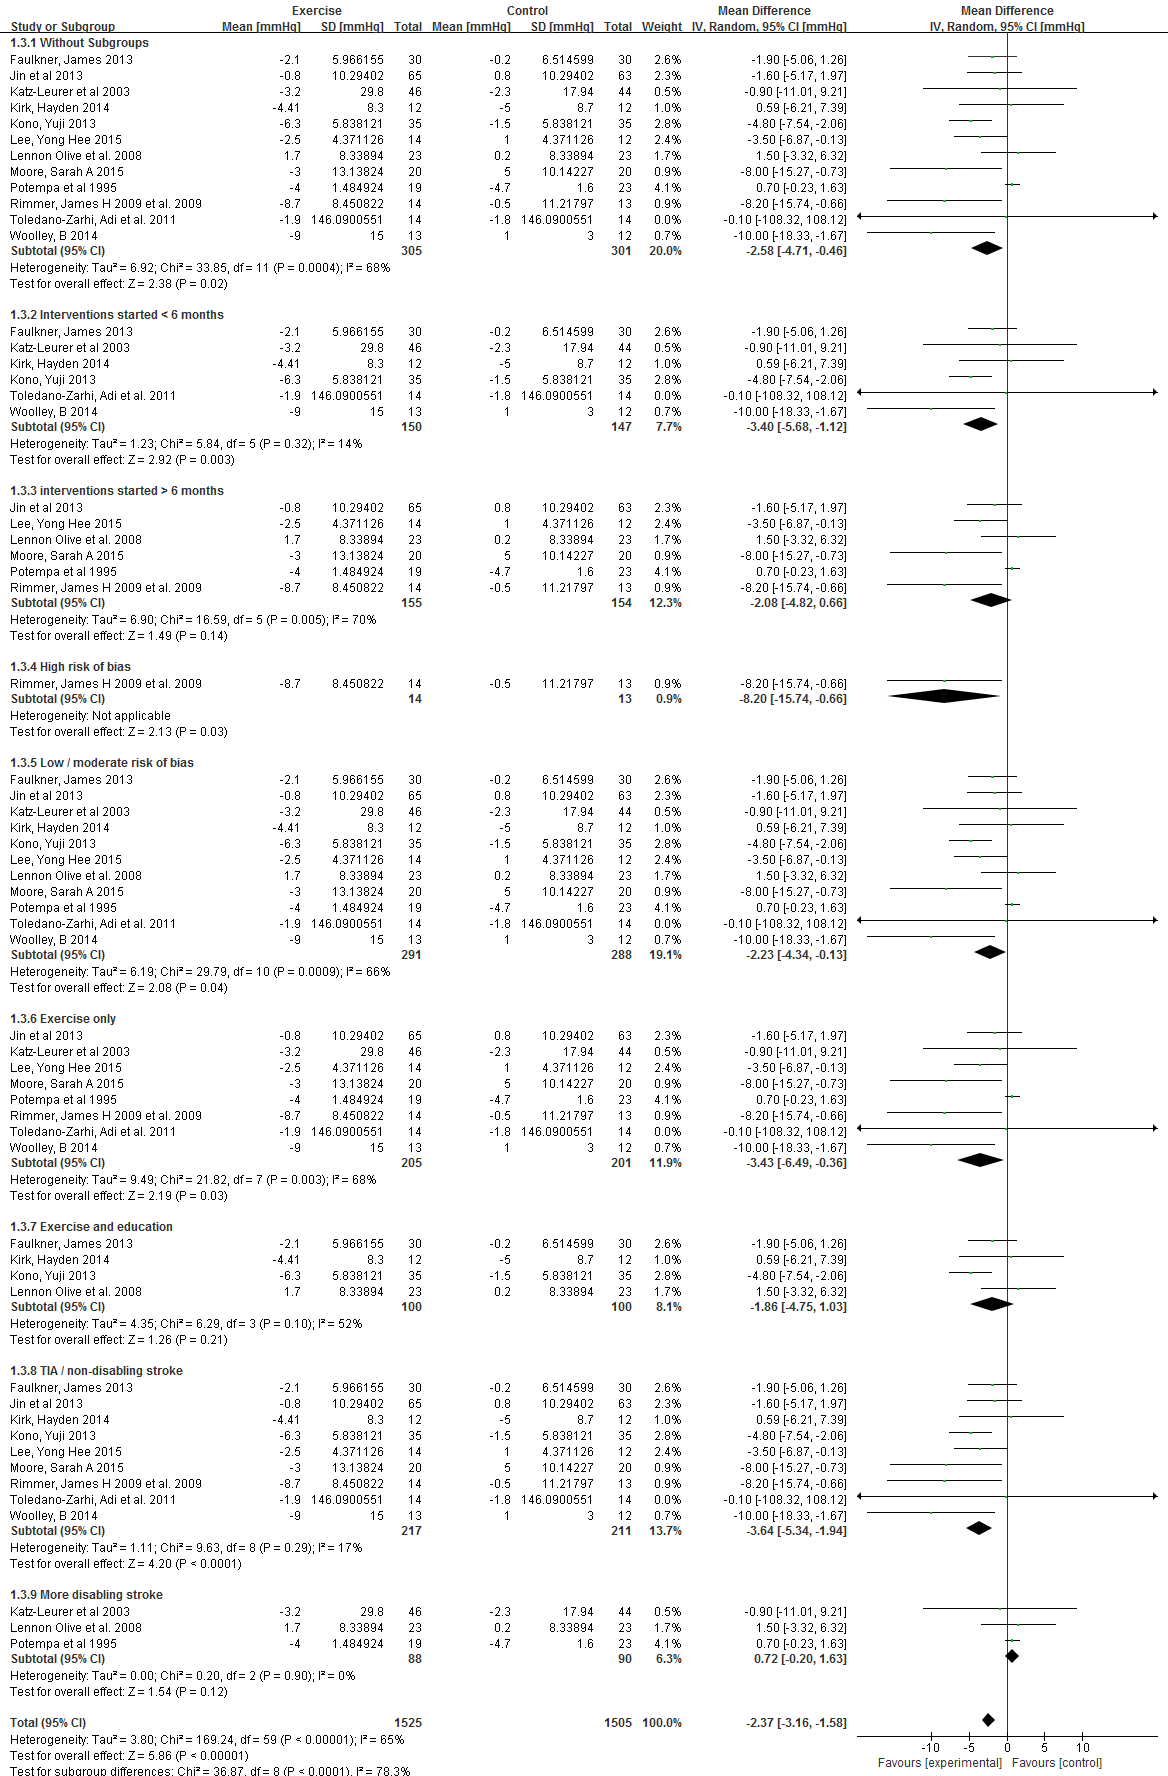 Exercise Control Mean Difference Mean Difference
Study or Subgroup Mean [mmHg] SD [mmHg] Total Mean [mmHg] SD [mmHg] Total Weight IV, Random, 95% CI [mmHg] IV, Random, 95% CI [mmHg]
1.3.1 Without Subgroups
Faulkner, James 2013 -2.1 5.966155 30 -0.2 6.514599 30 2.6% -1.90 [-5.06, 1.26]
Jin et al 2013 -0.8 10.29402 65 0.8 10.29402 63 2.3% -1.60 [-5.17, 1.97]
Katz-Leurer et al 2003 -3.2 29.8 46 -2.3 17.94 44 0.5% -0.90 [-11.01, 9.21]
Kirk, Hayden 2014 -4.41 8.3 12 -5 8.7 12 1.0% 0.59 [-6.21, 7.39]
Kono, Yuji 2013 -6.3 5.838121 35 -1.5 5.838121 35 2.8% -4.80 [-7.54, -2.06]
Lee, Yong Hee 2015 -2.5 4.371126 14 1 4.371126 12 2.4% -3.50 [-6.87, -0.13]
Lennon Olive et al. 2008 1.7 8.33894 23 0.2 8.33894 23 1.7% 1.50 [-3.32, 6.32]
Moore, Sarah A 2015 -3 13.13824 20 5 10.14227 20 0.9% -8.00 [-15.27, -0.73]
Potempa et al 1995 -4 1.484924 19 -4.7 1.6 23 4.1% 0.70 [-0.23, 1.63]
Rimmer, James H 2009 et al. 2009 -8.7 8.450822 14 -0.5 11.21797 13 0.9% -8.20 [-15.74, -0.66]
Toledano-Zarhi, Adi et al. 2011 -1.9 146.0900551 14 -1.8 146.0900551 14 0.0% -0.10 [-108.32, 108.12]
Woolley, B 2014 -9 15 13 1 3 12 0.7% -10.00 [-18.33, -1.67]
Subtotal (95% CI) 305 301 20.0% -2.58 [-4.71, -0.46]
Heterogeneity: Tau² = 6.92; Chi² = 33.85, df = 11 (P = 0.0004); I² = 68%
Test for overall effect: Z = 2.38 (P = 0.02)
1.3.2 Interventions started < 6 months
Faulkner, James 2013 -2.1 5.966155 30 -0.2 6.514599 30 2.6% -1.90 [-5.06, 1.26]
Katz-Leurer et al 2003 -3.2 29.8 46 -2.3 17.94 44 0.5% -0.90 [-11.01, 9.21]
Kirk, Hayden 2014 -4.41 8.3 12 -5 8.7 12 1.0% 0.59 [-6.21, 7.39]
Kono, Yuji 2013 -6.3 5.838121 35 -1.5 5.838121 35 2.8% -4.80 [-7.54, -2.06]
Toledano-Zarhi, Adi et al. 2011 -1.9 146.0900551 14 -1.8 146.0900551 14 0.0% -0.10 [-108.32, 108.12]
Woolley, B 2014 -9 15 13 1 3 12 0.7% -10.00 [-18.33, -1.67]
Subtotal (95% CI) 150 147 7.7% -3.40 [-5.68, -1.12]
Heterogeneity: Tau² = 1.23; Chi² = 5.84, df = 5 (P = 0.32); I² = 14%
Test for overall effect: Z = 2.92 (P = 0.003)
1.3.3 interventions started > 6 months
Jin et al 2013 -0.8 10.29402 65 0.8 10.29402 63 2.3% -1.60 [-5.17, 1.97]
Lee, Yong Hee 2015 -2.5 4.371126 14 1 4.371126 12 2.4% -3.50 [-6.87, -0.13]
Lennon Olive et al. 2008 1.7 8.33894 23 0.2 8.33894 23 1.7% 1.50 [-3.32, 6.32]
Moore, Sarah A 2015 -3 13.13824 20 5 10.14227 20 0.9% -8.00 [-15.27, -0.73]
Potempa et al 1995 -4 1.484924 19 -4.7 1.6 23 4.1% 0.70 [-0.23, 1.63]
Rimmer, James H 2009 et al. 2009 -8.7 8.450822 14 -0.5 11.21797 13 0.9% -8.20 [-15.74, -0.66]
Subtotal (95% CI) 155 154 12.3% -2.08 [-4.82, 0.66]
Heterogeneity: Tau² = 6.90; Chi² = 16.59, df = 5 (P = 0.005); I² = 70%
Test for overall effect: Z = 1.49 (P = 0.14)
1.3.4 High risk of bias
Rimmer, James H 2009 et al. 2009 -8.7 8.450822 14 -0.5 11.21797 13 0.9% -8.20 [-15.74, -0.66]
Subtotal (95% CI) 14 13 0.9% -8.20 [-15.74, -0.66]
Heterogeneity: Not applicable
Test for overall effect: Z = 2.13 (P = 0.03)
1.3.5 Low / moderate risk of bias
Faulkner, James 2013 -2.1 5.966155 30 -0.2 6.514599 30 2.6% -1.90 [-5.06, 1.26]
Jin et al 2013 -0.8 10.29402 65 0.8 10.29402 63 2.3% -1.60 [-5.17, 1.97]
Katz-Leurer et al 2003 -3.2 29.8 46 -2.3 17.94 44 0.5% -0.90 [-11.01, 9.21]
Kirk, Hayden 2014 -4.41 8.3 12 -5 8.7 12 1.0% 0.59 [-6.21, 7.39]
Kono, Yuji 2013 -6.3 5.838121 35 -1.5 5.838121 35 2.8% -4.80 [-7.54, -2.06]
Lee, Yong Hee 2015 -2.5 4.371126 14 1 4.371126 12 2.4% -3.50 [-6.87, -0.13]
Lennon Olive et al. 2008 1.7 8.33894 23 0.2 8.33894 23 1.7% 1.50 [-3.32, 6.32]
Moore, Sarah A 2015 -3 13.13824 20 5 10.14227 20 0.9% -8.00 [-15.27, -0.73]
Potempa et al 1995 -4 1.484924 19 -4.7 1.6 23 4.1% 0.70 [-0.23, 1.63]
Toledano-Zarhi, Adi et al. 2011 -1.9 146.0900551 14 -1.8 146.0900551 14 0.0% -0.10 [-108.32, 108.12]
Woolley, B 2014 -9 15 13 1 3 12 0.7% -10.00 [-18.33, -1.67]
Subtotal (95% CI) 291 288 19.1% -2.23 [-4.34, -0.13]
Heterogeneity: Tau² = 6.19; Chi² = 29.79, df = 10 (P = 0.0009); I² = 66%
Test for overall effect: Z = 2.08 (P = 0.04)
1.3.6 Exercise only
Jin et al 2013 -0.8 10.29402 65 0.8 10.29402 63 2.3% -1.60 [-5.17, 1.97]
Katz-Leurer et al 2003 -3.2 29.8 46 -2.3 17.94 44 0.5% -0.90 [-11.01, 9.21]
Lee, Yong Hee 2015 -2.5 4.371126 14 1 4.371126 12 2.4% -3.50 [-6.87, -0.13]
Moore, Sarah A 2015 -3 13.13824 20 5 10.14227 20 0.9% -8.00 [-15.27, -0.73]
Potempa et al 1995 -4 1.484924 19 -4.7 1.6 23 4.1% 0.70 [-0.23, 1.63]
Rimmer, James H 2009 et al. 2009 -8.7 8.450822 14 -0.5 11.21797 13 0.9% -8.20 [-15.74, -0.66]
Toledano-Zarhi, Adi et al. 2011 -1.9 146.0900551 14 -1.8 146.0900551 14 0.0% -0.10 [-108.32, 108.12]
Woolley, B 2014 -9 15 13 1 3 12 0.7% -10.00 [-18.33, -1.67]
Subtotal (95% CI) 205 201 11.9% -3.43 [-6.49, -0.36]
Heterogeneity: Tau² = 9.49; Chi² = 21.82, df = 7 (P = 0.003); I² = 68%
Test for overall effect: Z = 2.19 (P = 0.03)
1.3.7 Exercise and education
Faulkner, James 2013 -2.1 5.966155 30 -0.2 6.514599 30 2.6% -1.90 [-5.06, 1.26]
Kirk, Hayden 2014 -4.41 8.3 12 -5 8.7 12 1.0% 0.59 [-6.21, 7.39]
Kono, Yuji 2013 -6.3 5.838121 35 -1.5 5.838121 35 2.8% -4.80 [-7.54, -2.06]
Lennon Olive et al. 2008 1.7 8.33894 23 0.2 8.33894 23 1.7% 1.50 [-3.32, 6.32]
Subtotal (95% CI) 100 100 8.1% -1.86 [-4.75, 1.03]
Heterogeneity: Tau² = 4.35; Chi² = 6.29, df = 3 (P = 0.10); I² = 52%
Test for overall effect: Z = 1.26 (P = 0.21)
1.3.8 TIA / non-disabling stroke
Faulkner, James 2013 -2.1 5.966155 30 -0.2 6.514599 30 2.6% -1.90 [-5.06, 1.26]
Jin et al 2013 -0.8 10.29402 65 0.8 10.29402 63 2.3% -1.60 [-5.17, 1.97]
Kirk, Hayden 2014 -4.41 8.3 12 -5 8.7 12 1.0% 0.59 [-6.21, 7.39]
Kono, Yuji 2013 -6.3 5.838121 35 -1.5 5.838121 35 2.8% -4.80 [-7.54, -2.06]
Lee, Yong Hee 2015 -2.5 4.371126 14 1 4.371126 12 2.4% -3.50 [-6.87, -0.13]
Moore, Sarah A 2015 -3 13.13824 20 5 10.14227 20 0.9% -8.00 [-15.27, -0.73]
Rimmer, James H 2009 et al. 2009 -8.7 8.450822 14 -0.5 11.21797 13 0.9% -8.20 [-15.74, -0.66]
Toledano-Zarhi, Adi et al. 2011 -1.9 146.0900551 14 -1.8 146.0900551 14 0.0% -0.10 [-108.32, 108.12]
Woolley, B 2014 -9 15 13 1 3 12 0.7% -10.00 [-18.33, -1.67]
Subtotal (95% CI) 217 211 13.7% -3.64 [-5.34, -1.94]
Heterogeneity: Tau² = 1.11; Chi² = 9.63, df = 8 (P = 0.29); I² = 17%
Test for overall effect: Z = 4.20 (P < 0.0001)
1.3.9 More disabling stroke
Katz-Leurer et al 2003 -3.2 29.8 46 -2.3 17.94 44 0.5% -0.90 [-11.01, 9.21]
Lennon Olive et al. 2008 1.7 8.33894 23 0.2 8.33894 23 1.7% 1.50 [-3.32, 6.32]
Potempa et al 1995 -4 1.484924 19 -4.7 1.6 23 4.1% 0.70 [-0.23, 1.63]
Subtotal (95% CI) 88 90 6.3% 0.72 [-0.20, 1.63]
Heterogeneity: Tau² = 0.00; Chi² = 0.20, df = 2 (P = 0.90); I² = 0%
Test for overall effect: Z = 1.54 (P = 0.12)
Total (95% CI) 1525 1505 100.0% -2.37 [-3.16, -1.58]
Heterogeneity: Tau² = 3.80; Chi² = 169.24, df = 59 (P < 0.00001); I² = 65%
Test for overall effect: Z = 5.86 (P < 0.00001)
Test for subgroup differences: Chi² = 36.87, df = 8 (P < 0.0001), I² = 78.3%
-10 -5 0 5 10
Favours [experimental] Favours [control]